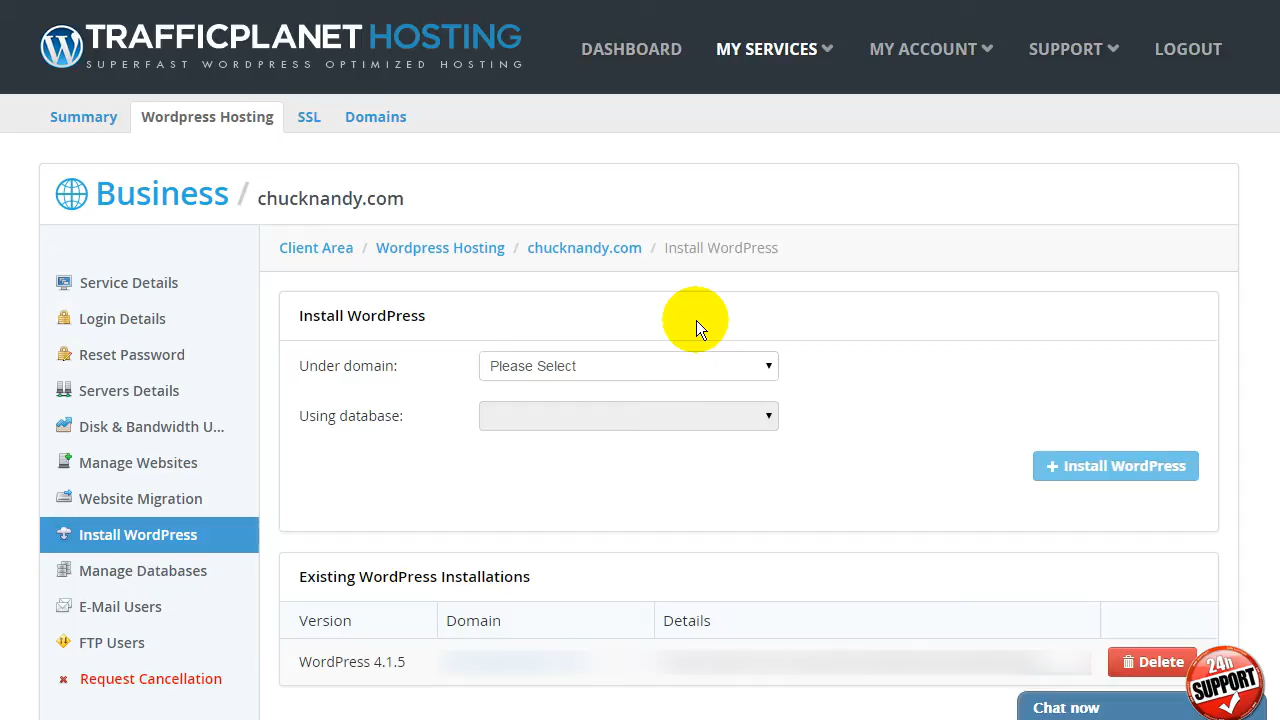 TRAFFICPLANET HOSTING
SUPERFAST WORDPRESS OPTIMIZED HOSTING
DASHBOARD MY SERVICES MY ACCOUNT SUPPORT LOGOUT
Summary Wordpress Hosting SSL Domains
Business / chucknandy.com
Client Area / Wordpress Hosting / chucknandy.com / Install WordPress
Service Details
Login Details
Reset Password
Servers Details
Disk & Bandwidth U...
Manage Websites
Website Migration
Install WordPress
Manage Databases
E-Mail Users
FTP Users
Request Cancellation
Install WordPress
Under domain: Please Select
Using database:
+ Install WordPress
Existing WordPress Installations
Version Domain Details
WordPress 4.1.5 Delete
24h
SUPPORT
Chat now